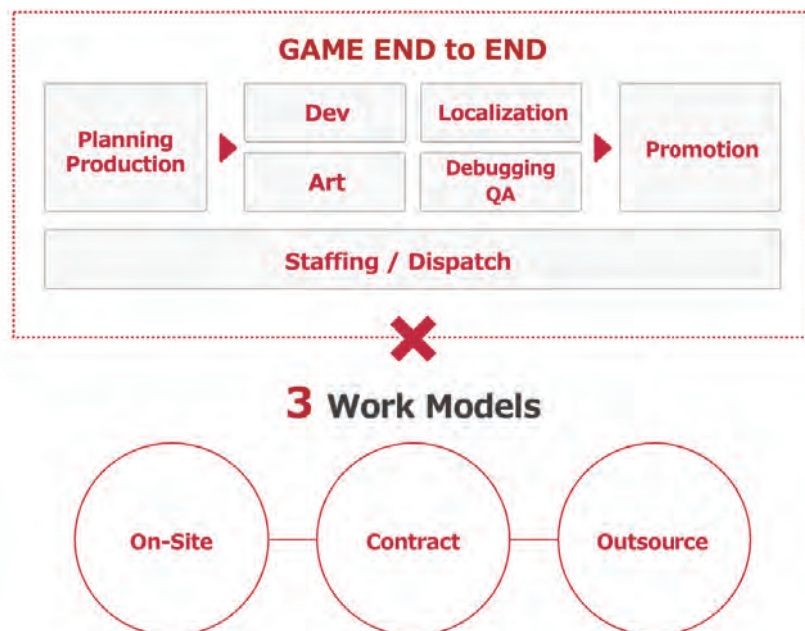 GAME END to END
Planning
Production
Dev
Localization
Art
Debugging
QA
Promotion
Staffing / Dispatch
3 Work Models
On-Site
Contract
Outsource